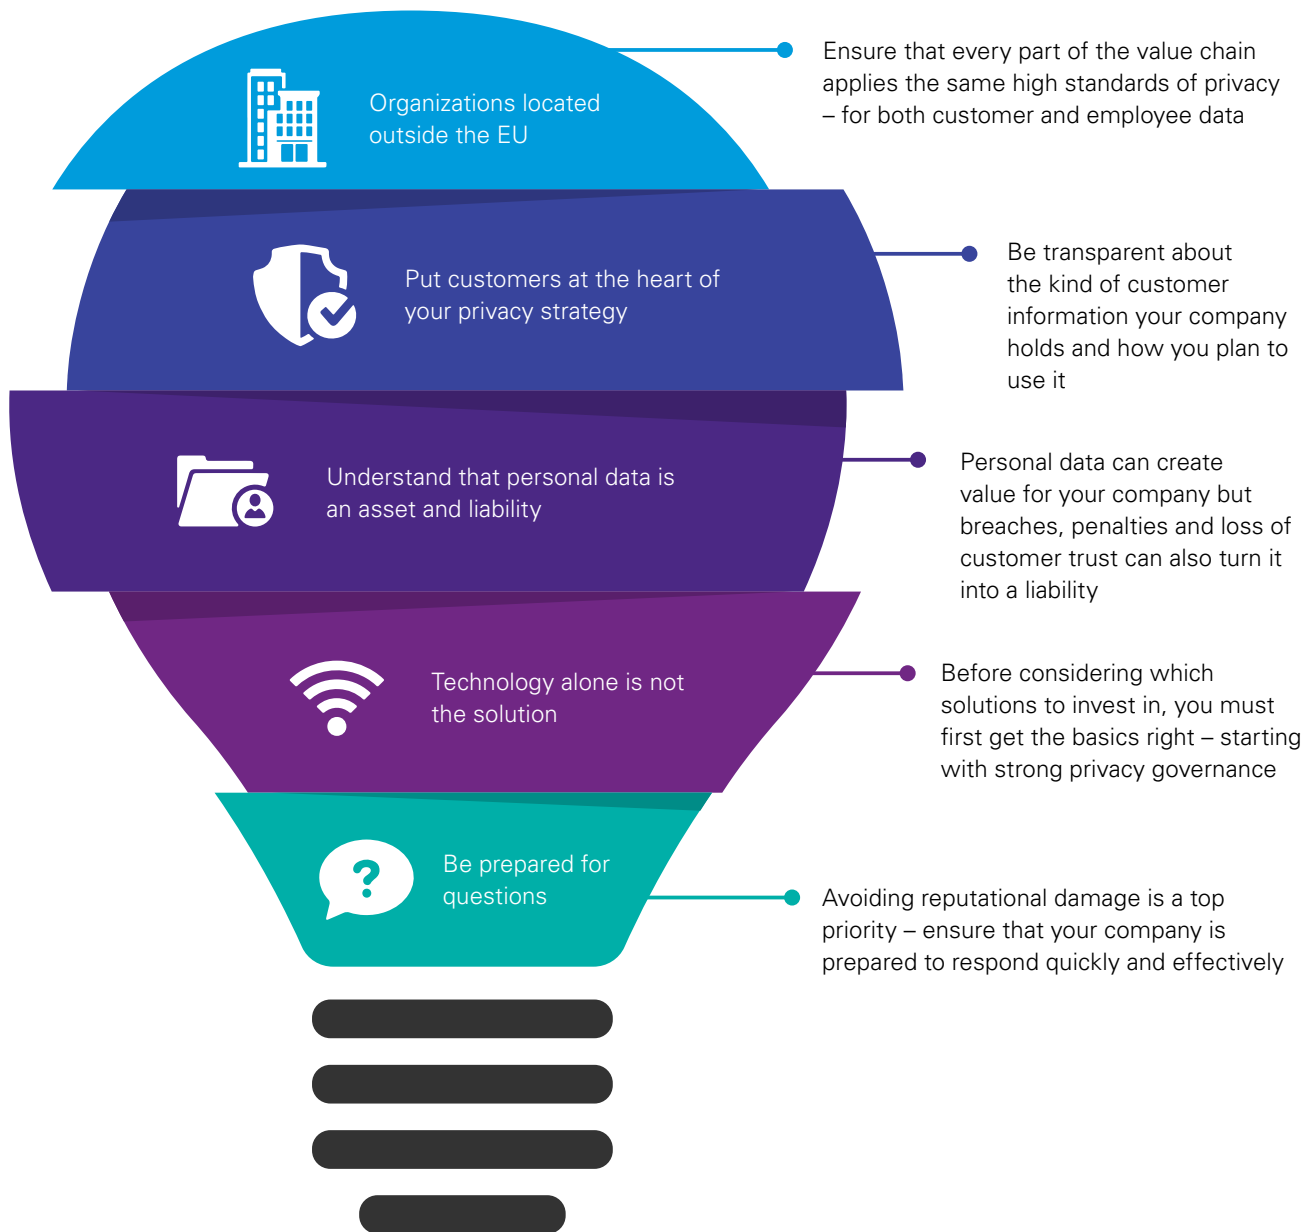 Organizations located
outside the EU
Ensure that every part of the value chain
applies the same high standards of privacy
– for both customer and employee data
Put customers at the heart of
your privacy strategy
Be transparent about
the kind of customer
information your company
holds and how you plan to
use it
Understand that personal data is
an asset and liability
Personal data can create
value for your company but
breaches, penalties and loss of
customer trust can also turn it
into a liability
Technology alone is not
the solution
Before considering which
solutions to invest in, you must
first get the basics right – starting
with strong privacy governance
?
Be prepared for
questions
Avoiding reputational damage is a top
priority – ensure that your company is
prepared to respond quickly and effectively